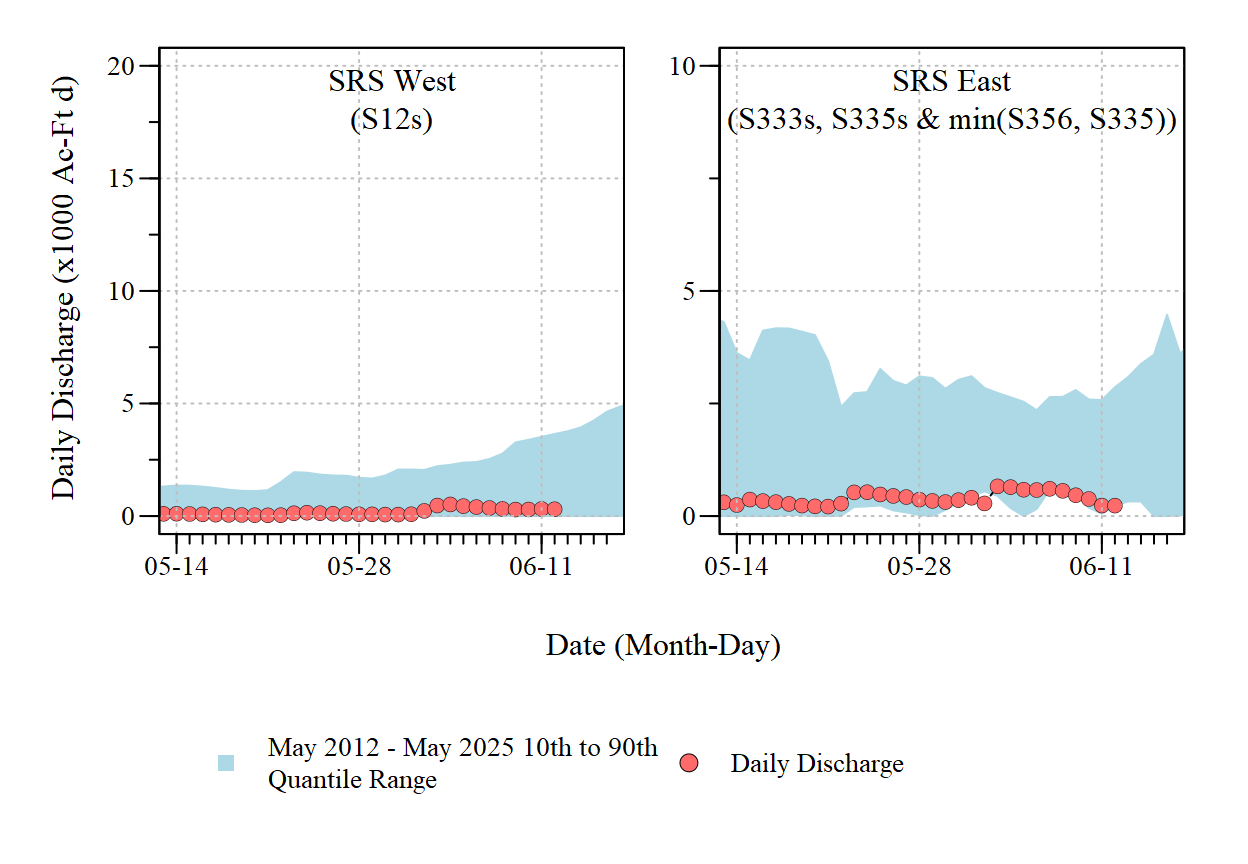 SRS West
(S12s)
SRS East
(S333s, S335s & min(S356, S335))
Daily Discharge (x1000 Ac-Ft d)
20
15
10
5
0
05-14
05-28
06-11
10
5
0
05-14
05-28
06-11
Date (Month-Day)
May 2012 - May 2025 10th to 90th
Quantile Range
Daily Discharge